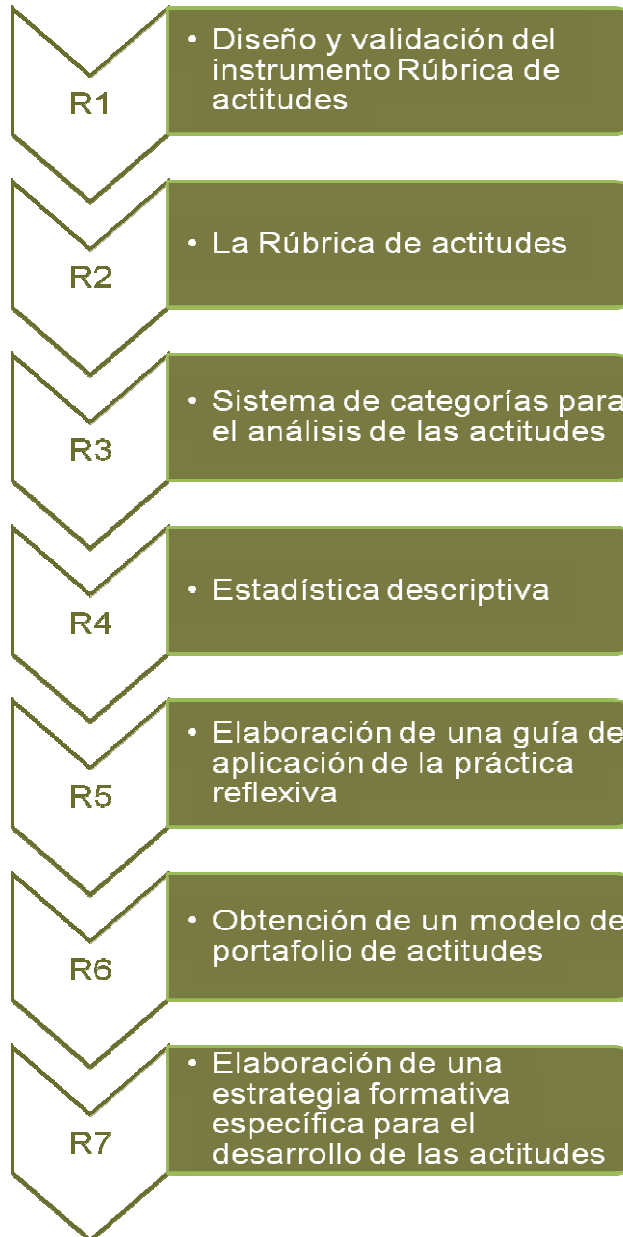 R1
• Diseño y validación del
instrumento Rúbrica de
actitudes
R2
• La Rúbrica de actitudes
R3
• Sistema de categorías para
el análisis de las actitudes
R4
• Estadística descriptiva
R5
• Elaboración de una guía de
aplicación de la práctica
reflexiva
R6
• Obtención de un modelo de
portafolio de actitudes
R7
• Elaboración de una
estrategia formativa
específica para el
desarrollo de las actitudes